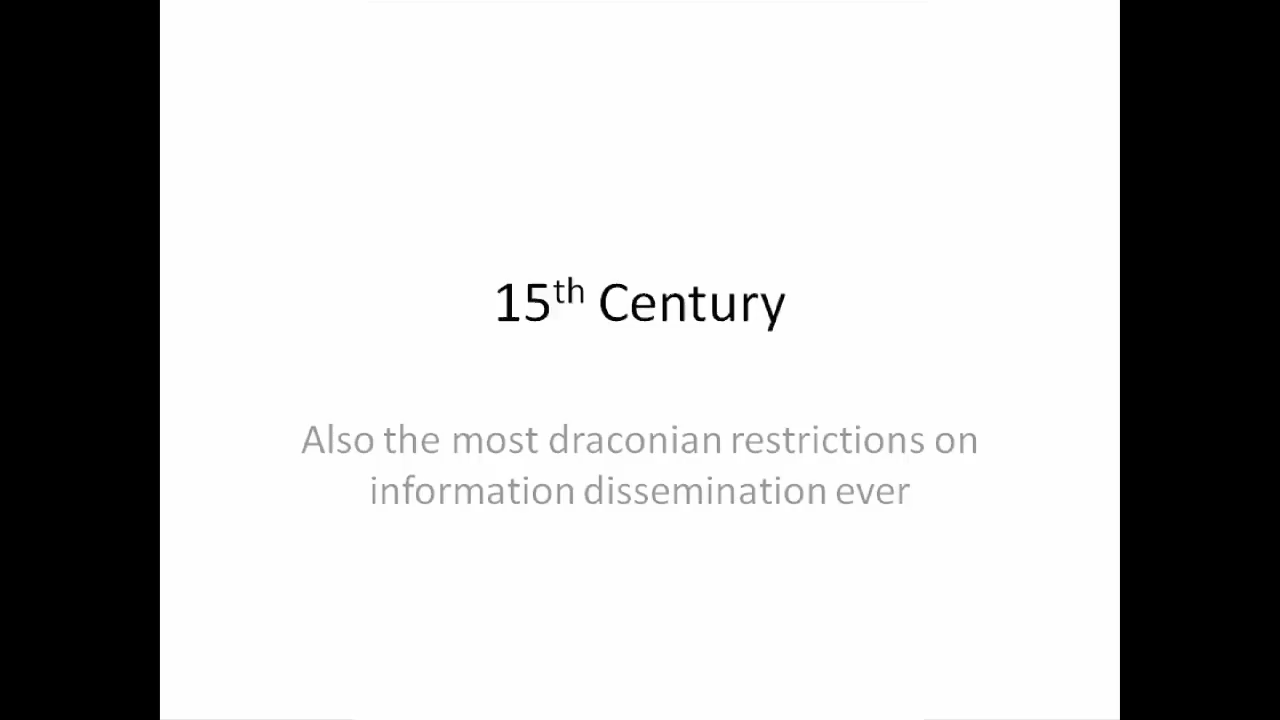 15th Century
Also the most draconian restrictions on
information dissemination ever